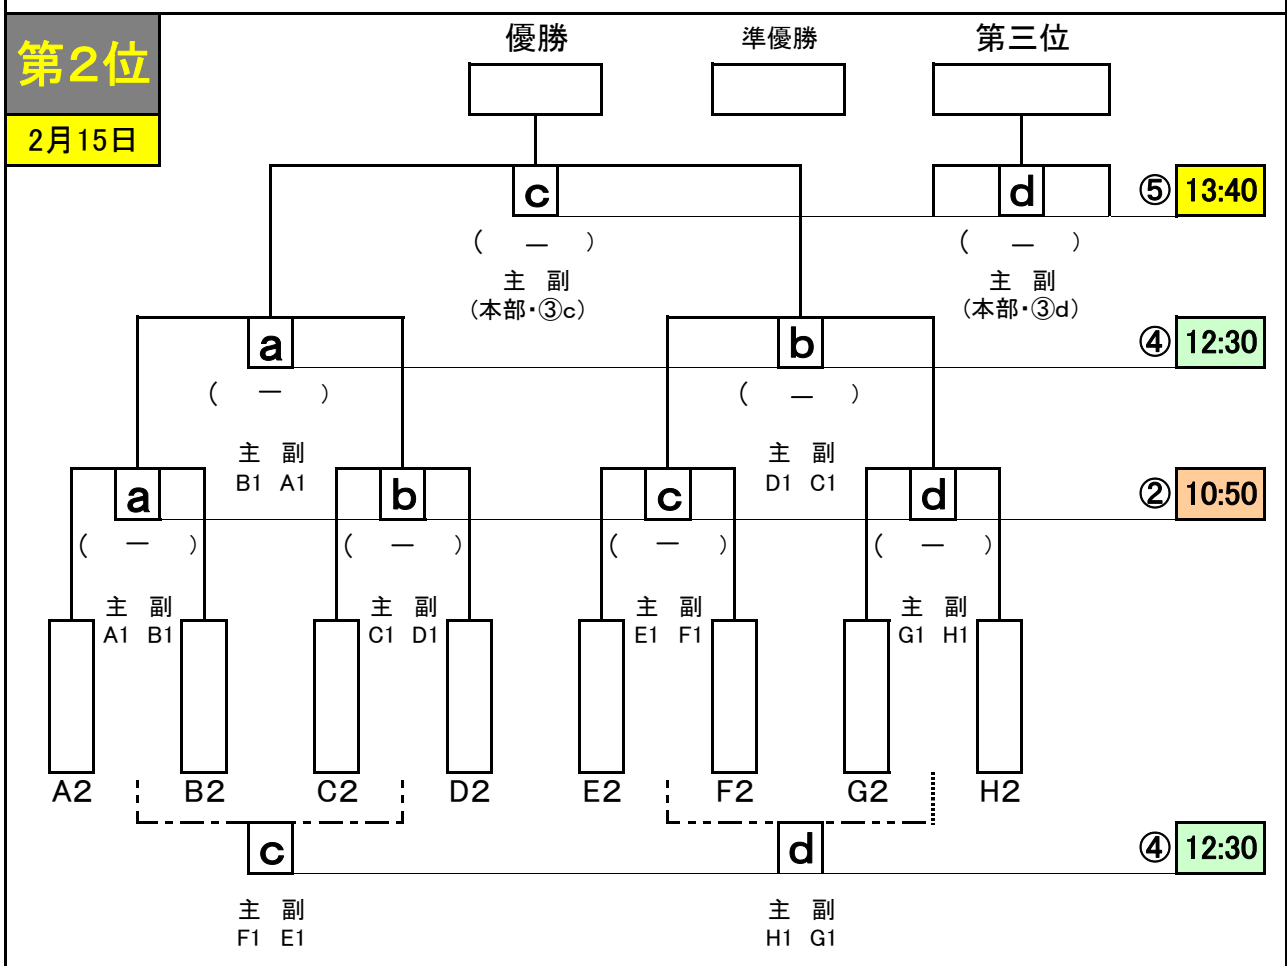 優勝 準優勝 第三位
第２位
2月15日
c d ⑤ 13:40
( — ) ( — )
主 副 主 副
(本部・③c) (本部・③d)
a b ④ 12:30
( — ) ( — )
主 副 主 副
B1 A1 D1 C1
a b c d ② 10:50
( — ) ( — ) ( — ) ( — )
主 副 主 副 主 副 主 副
A1 B1 C1 D1 E1 F1 G1 H1
A2 B2 C2 D2 E2 F2 G2 H2
c d ④ 12:30
主 副 主 副
F1 E1 H1 G1